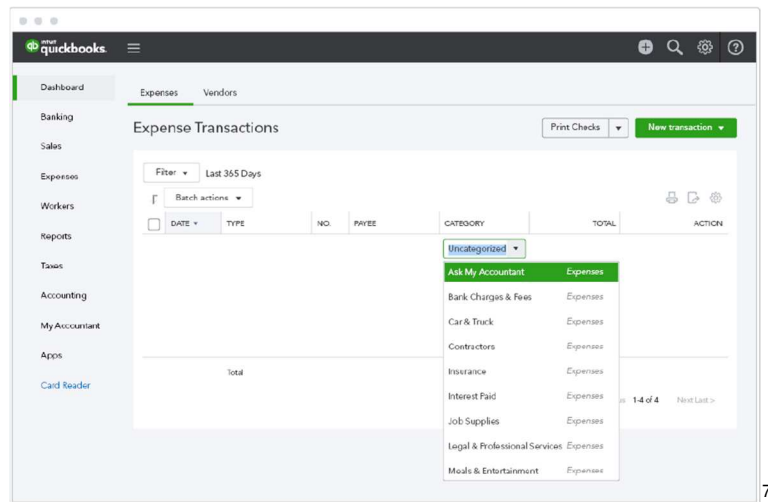 intuit
quickbooks.
Dashboard
Banking
Sales
Expenses
Workers
Reports
Taxes
Accounting
My Accountant
Apps
Card Reader
Expenses Vendors
Expense Transactions
Print Checks New transaction
Filter Last 365 Days
Batch actions
DATE TYPE NO. PAYEE CATEGORY TOTAL ACTION
Uncategorized
Ask My Accountant Expenses
Bank Charges & Fees Expenses
Car & Truck Expenses
Contractors Expenses
Insurance Expenses
Interest Paid Expenses
Job Supplies Expenses
Legal & Professional Services Expenses
Meals & Entertainment Expenses
Total
1-4 of 4 Next Last >
7